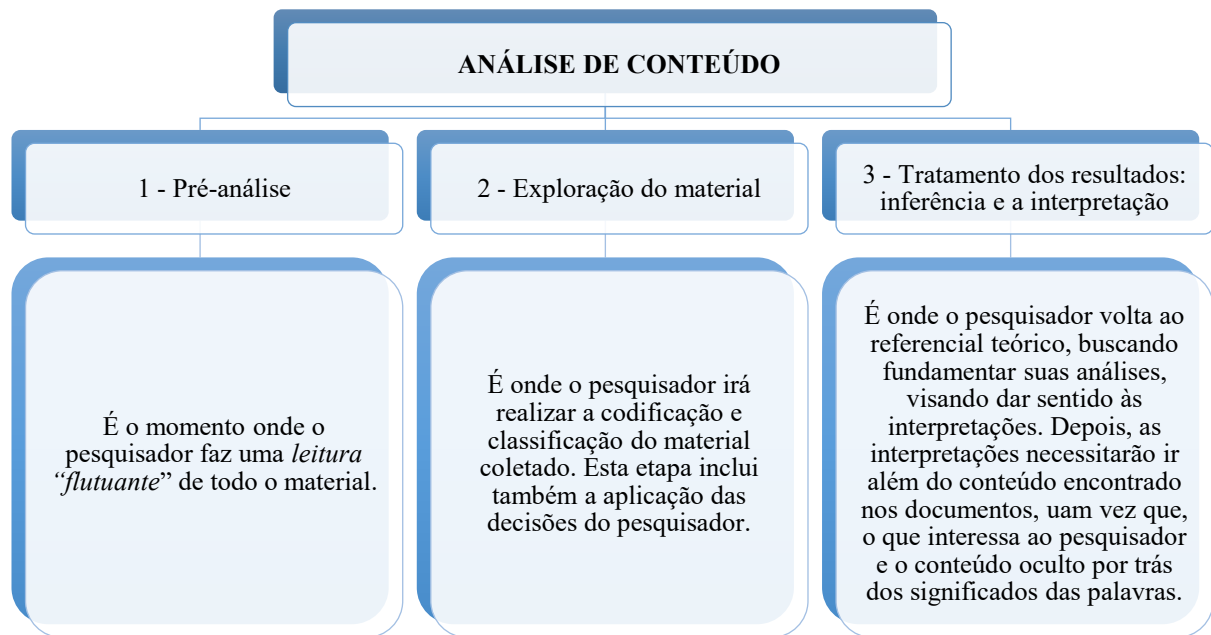 ANÁLISE DE CONTEÚDO
1 - Pré-análise
É o momento onde o
pesquisador faz uma leitura
“flutuante” de todo o material.
2 - Exploração do material
É onde o pesquisador irá
realizar a codificação e
classificação do material
coletado. Esta etapa inclui
também a aplicação das
decisões do pesquisador.
3 - Tratamento dos resultados:
inferência e a interpretação
É onde o pesquisador volta ao
referencial teórico, buscando
fundamentar suas análises,
visando dar sentido às
interpretações. Depois, as
interpretações necessitarão ir
além do conteúdo encontrado
nos documentos, uam vez que,
o que interessa ao pesquisador
e o conteúdo oculto por trás
dos significados das palavras.